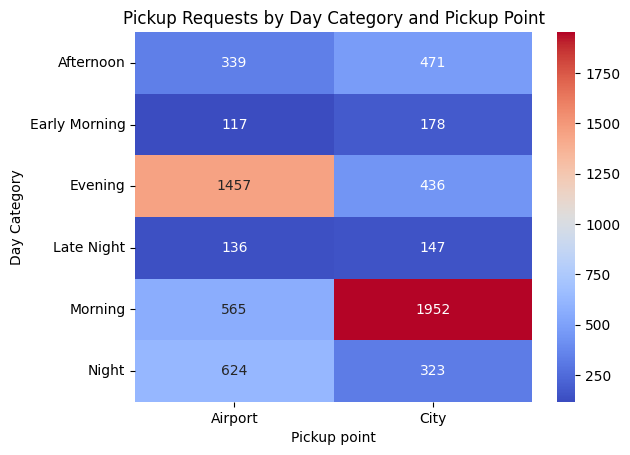 Pickup Requests by Day Category and Pickup Point
Afternoon 339 471
Early Morning 117 178
Evening 1457 436
Late Night 136 147
Morning 565 1952
Night 624 323
Airport City
Pickup point
Day Category
1750
1500
1250
1000
750
500
250